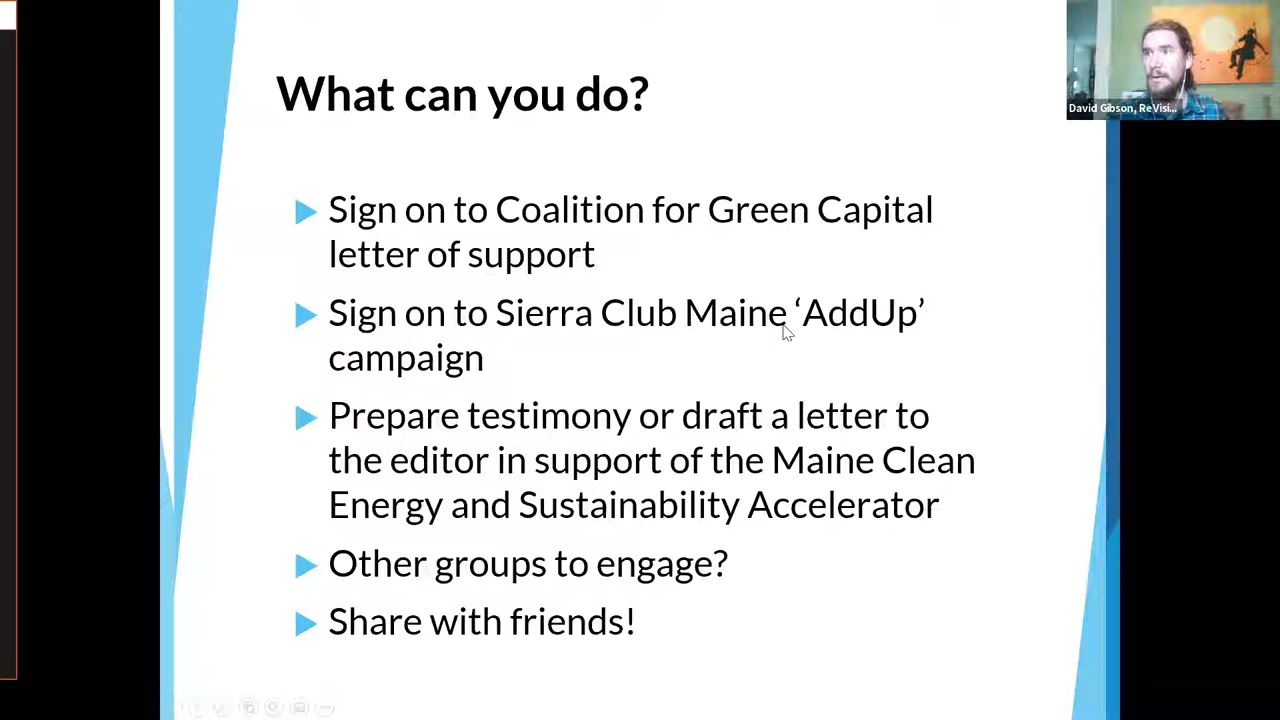 What can you do?
Sign on to Coalition for Green Capital
letter of support
Sign on to Sierra Club Maine ‘AddUp’
campaign
Prepare testimony or draft a letter to
the editor in support of the Maine Clean
Energy and Sustainability Accelerator
Other groups to engage?
Share with friends!
David Gibson, ReVisi...